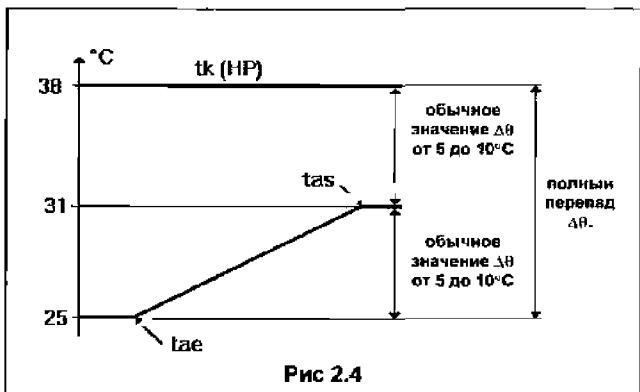 °C
tk (HP)
38
обычное
значение Δθ
от 5 до 10°C
tas
полный
перепад
Δθ.
31
обычное
значение Δθ
от 5 до 10°C
25
tae
Рис 2.4